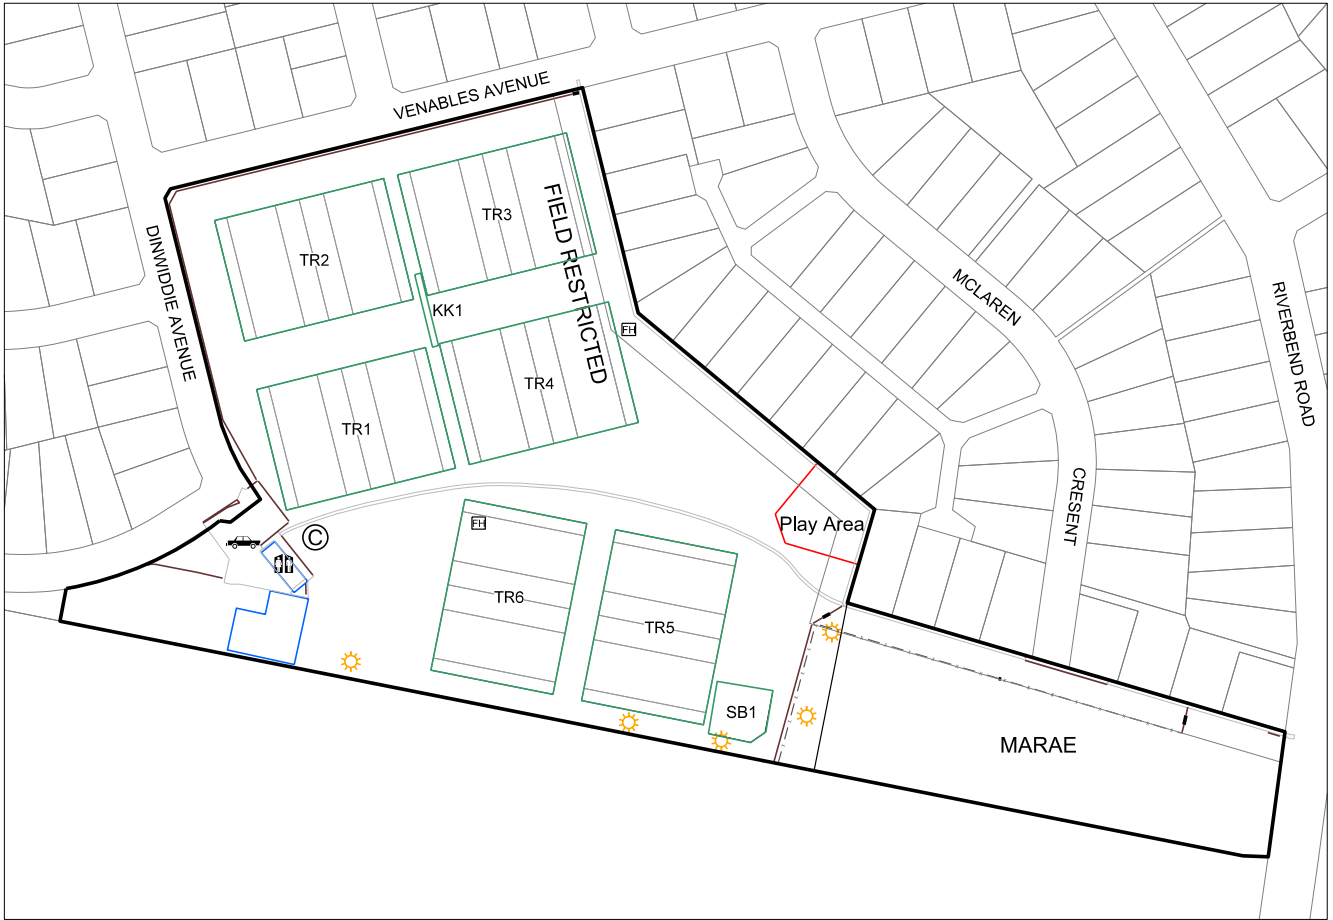 VENABLES AVENUE
DINWIDDIE AVENUE
TR3
TR2
FIELD RESTRICTED
KK1
FH
MCLAREN
RIVERBEND ROAD
TR4
TR1
CRESENT
Play Area
FH
C
TR6
TR5
SB1
MARAE